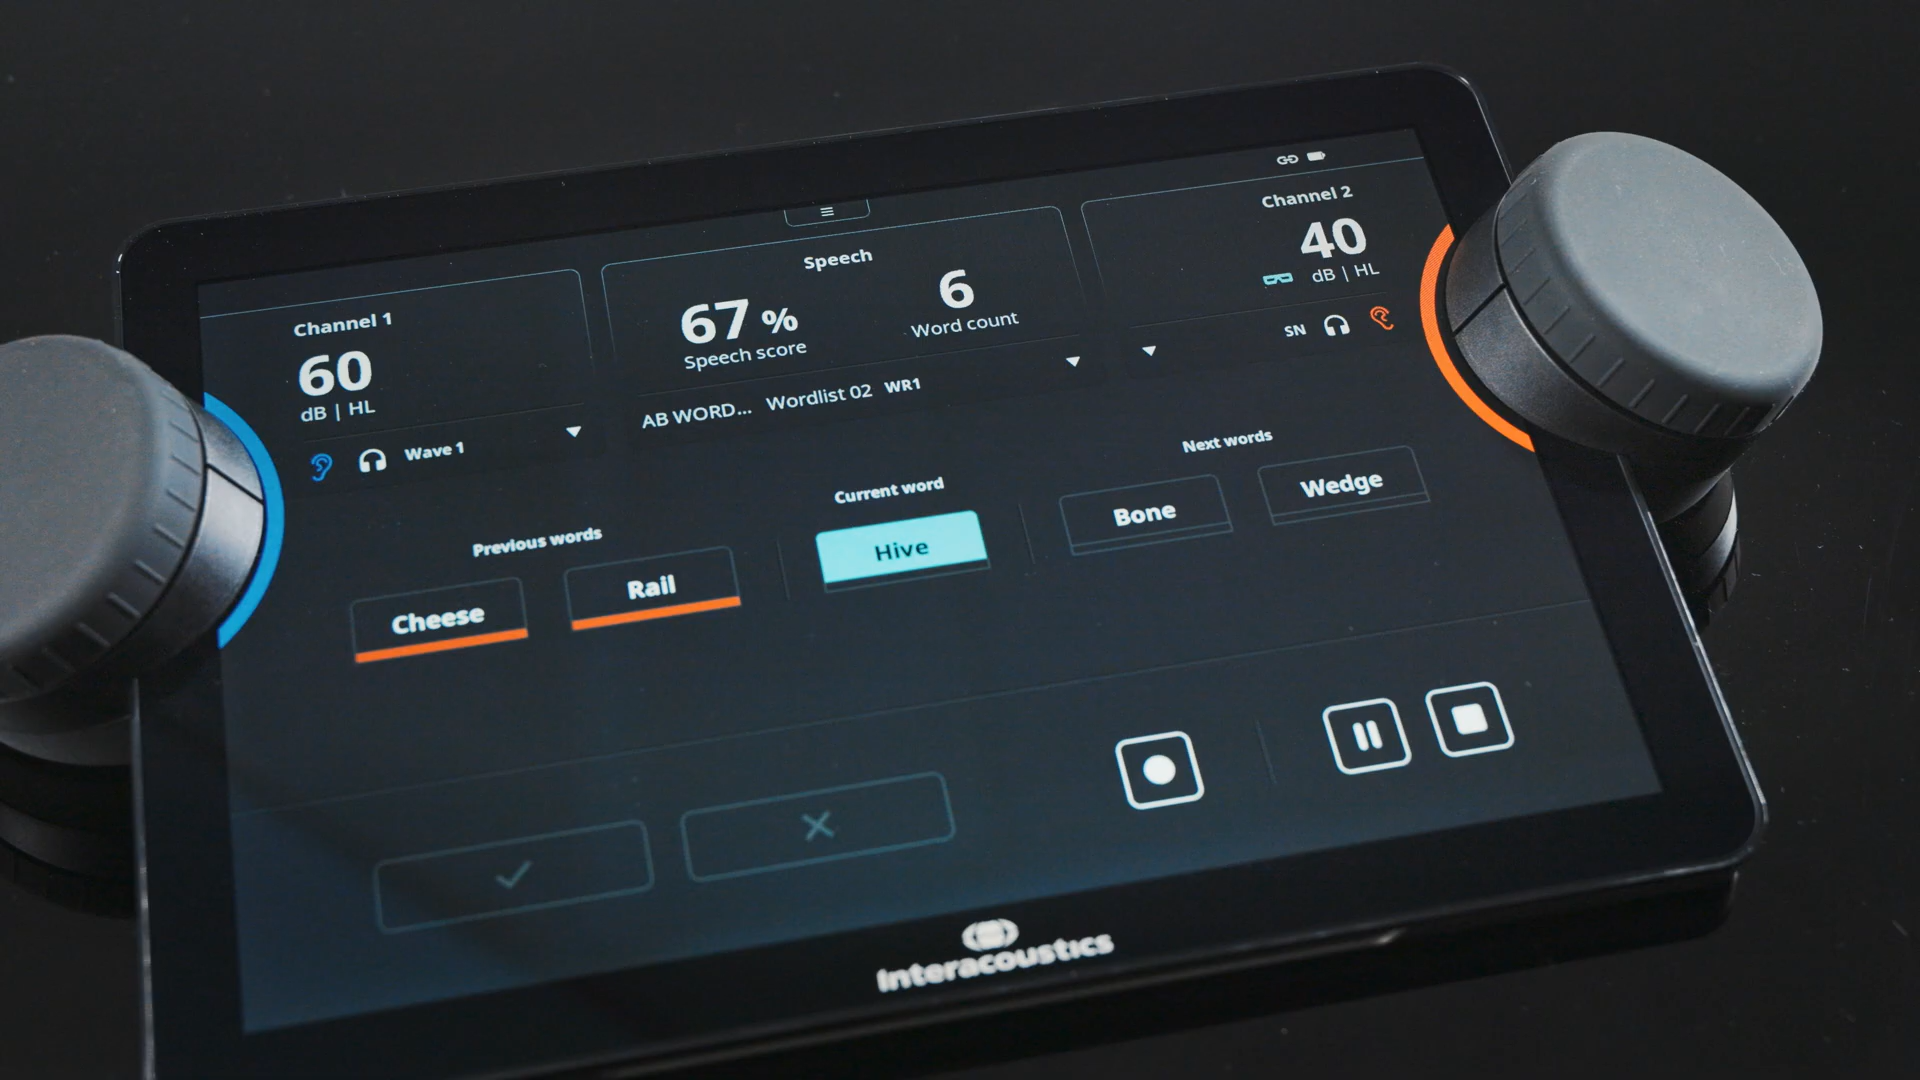 Channel 1
60
dB | HL
Wave 1
Speech
67 %
Speech score
6
Word count
AB WORD... Wordlist 02 WR1
Channel 2
40
dB | HL
SN
Previous words
Cheese
Rail
Current word
Hive
Next words
Bone
Wedge
Interacoustics